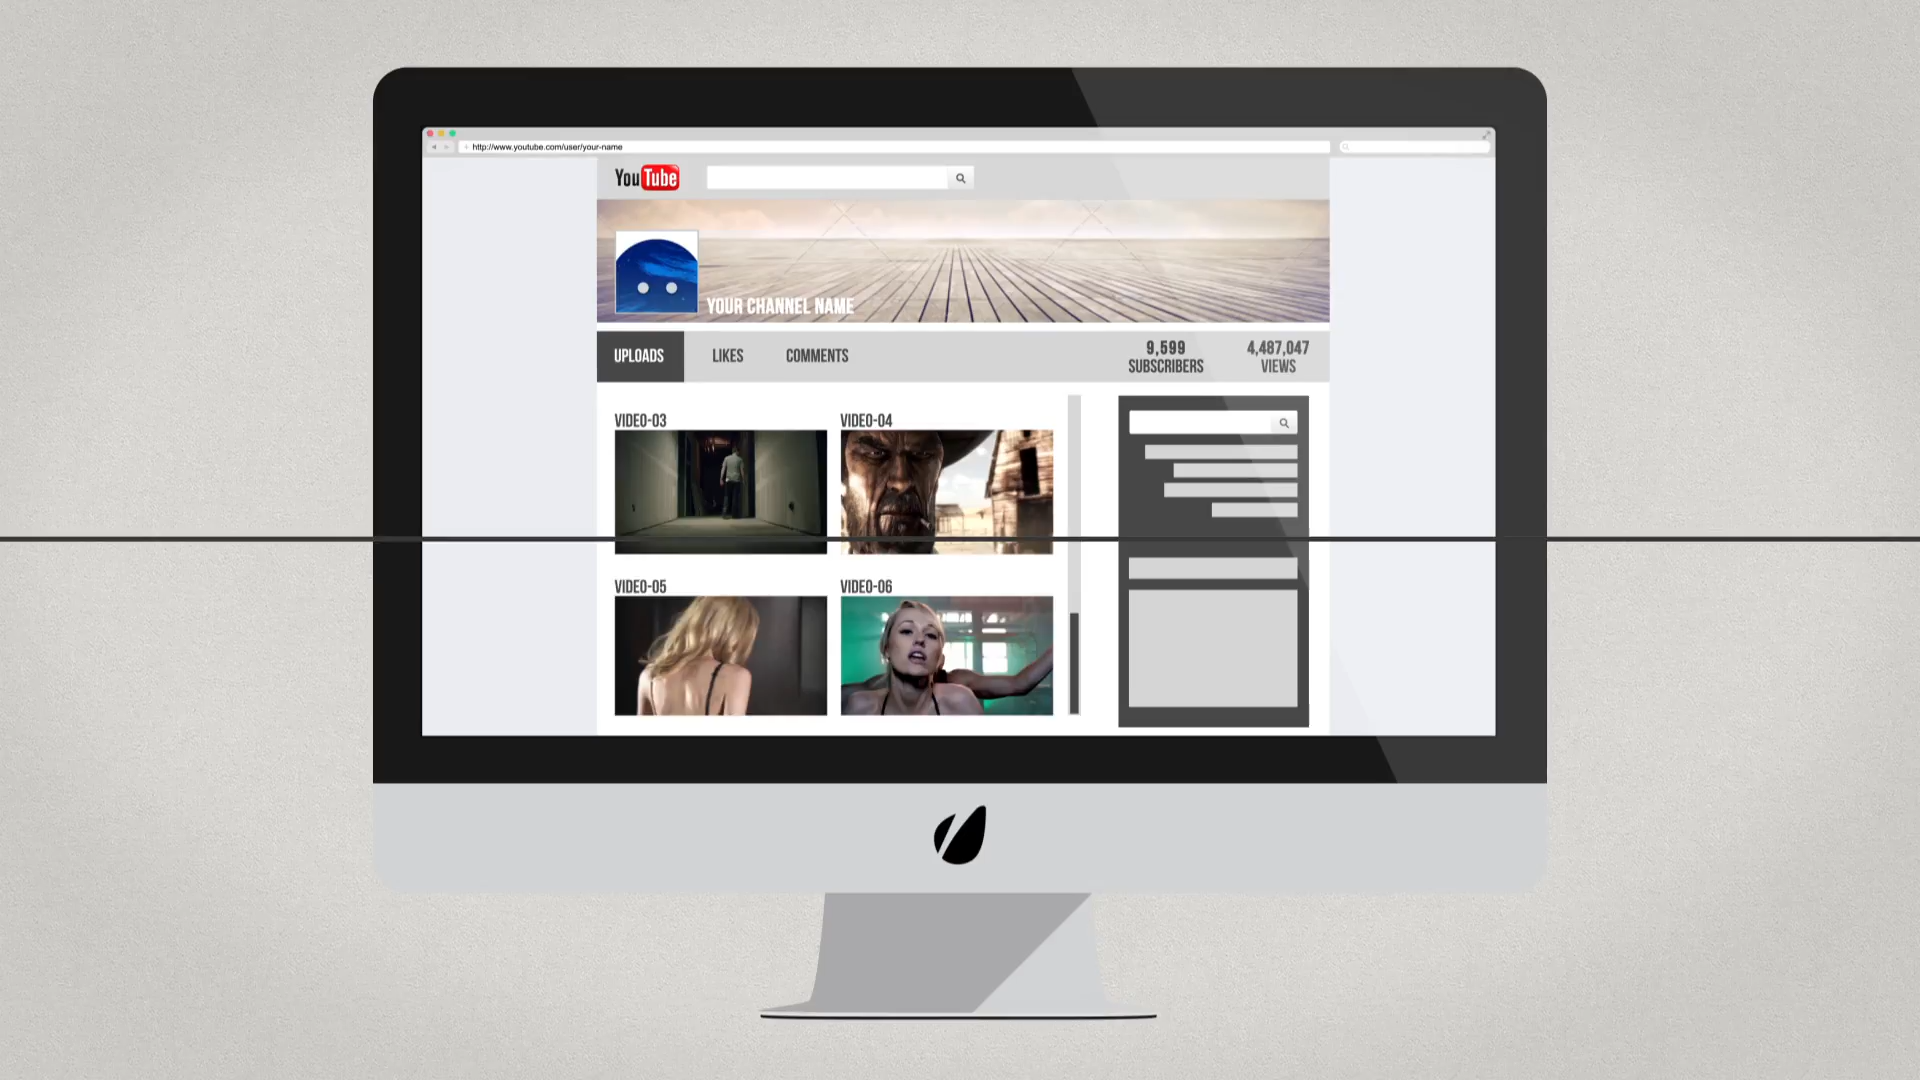 http://www.youtube.com/user/your-name
YouTube
YOUR CHANNEL NAME
UPLOADS LIKES COMMENTS
9,599 SUBSCRIBERS
4,487,047 VIEWS
VIDEO-03
VIDEO-04
VIDEO-05
VIDEO-06